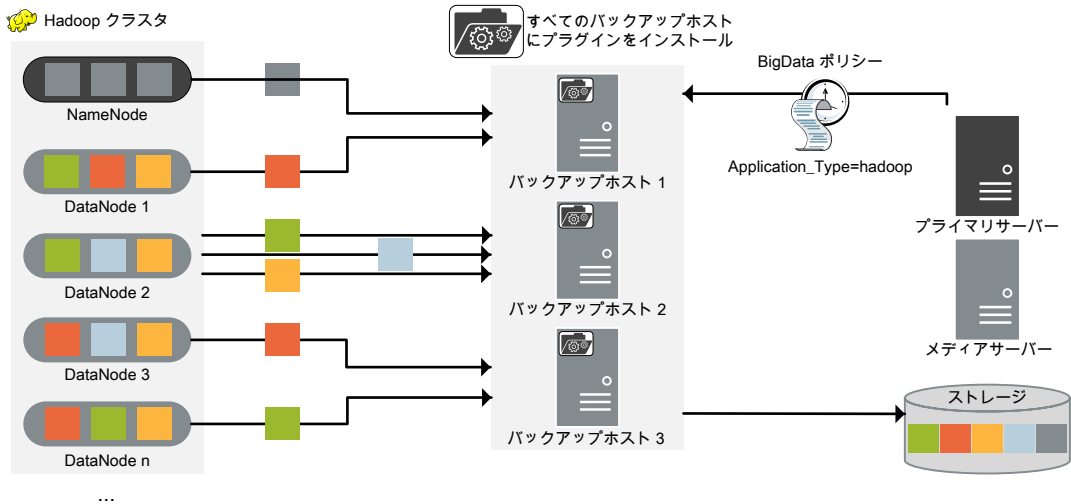 Hadoop クラスタ
NameNode
DataNode 1
DataNode 2
DataNode 3
DataNode n
...
すべてのバックアップホスト
にプラグインをインストール
バックアップホスト 1
バックアップホスト 2
バックアップホスト 3
BigData ポリシー
Application_Type=hadoop
プライマリサーバー
メディアサーバー
ストレージ